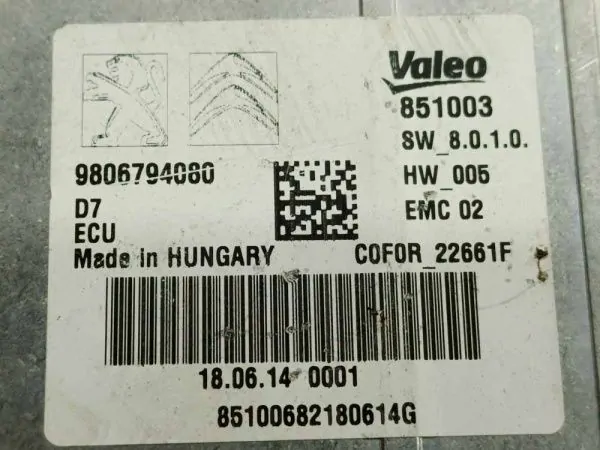 Valeo
851003
SW_8.0.1.0.
9806794080
HW_005
D7
EMC 02
ECU
Made in HUNGARY
COFOR_22661F
18.06.14 0001
85100682180614G